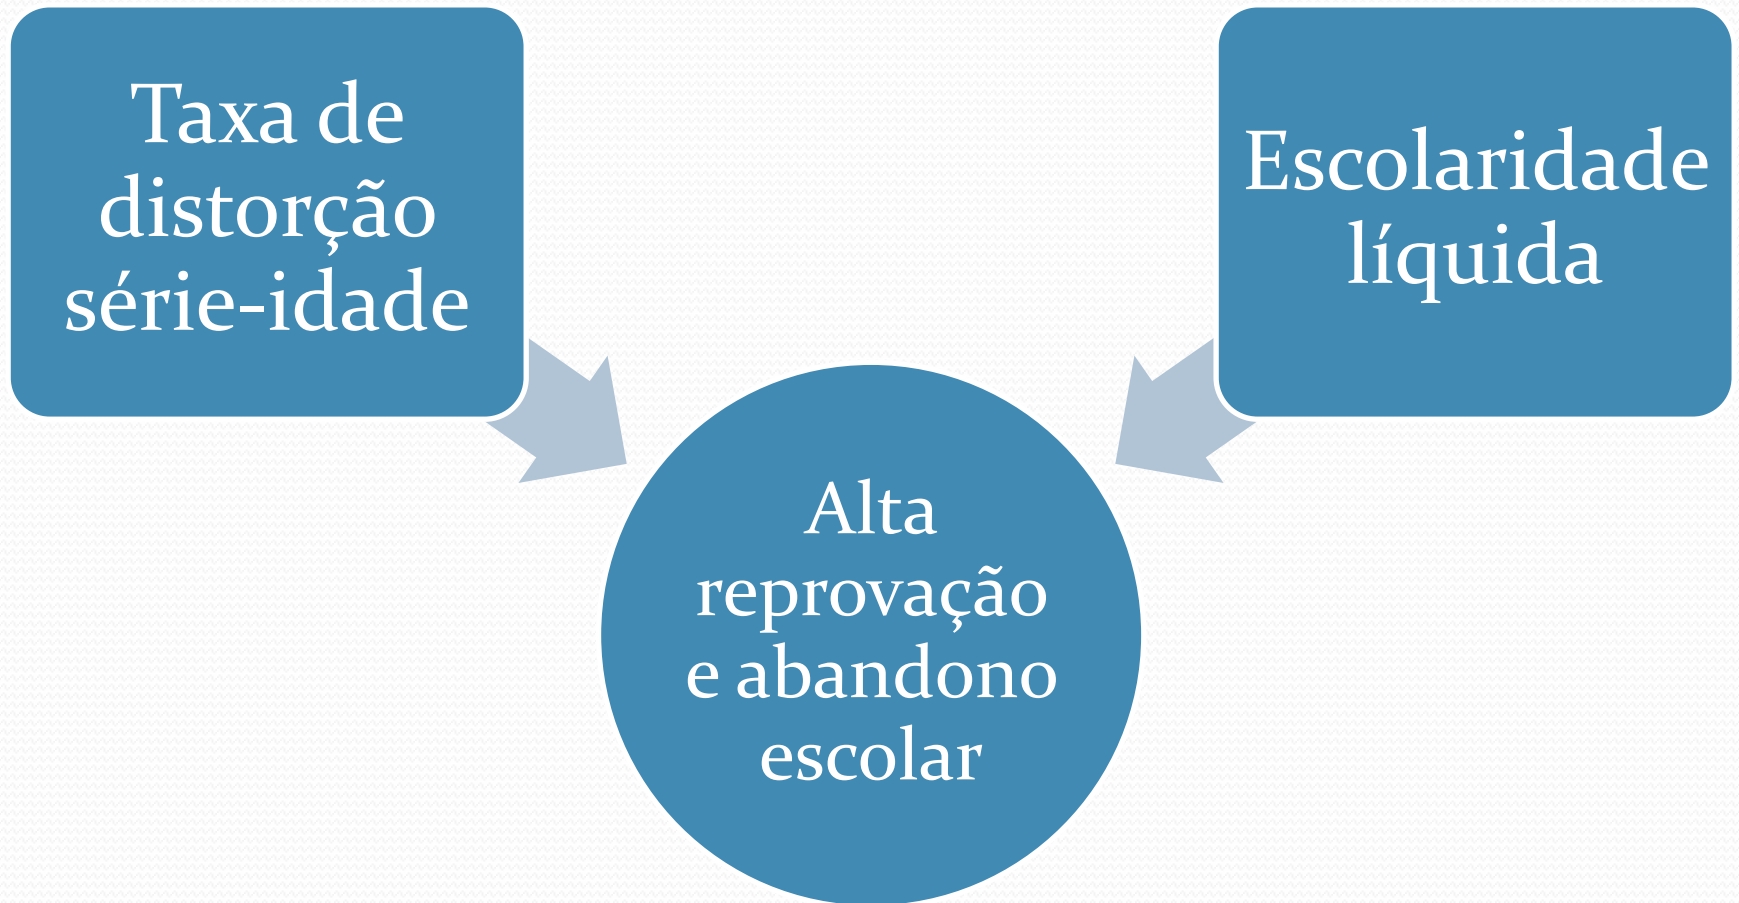 Taxa de
distorção
série-idade
Escolaridade
líquida
Alta
reprovação
e abandono
escolar